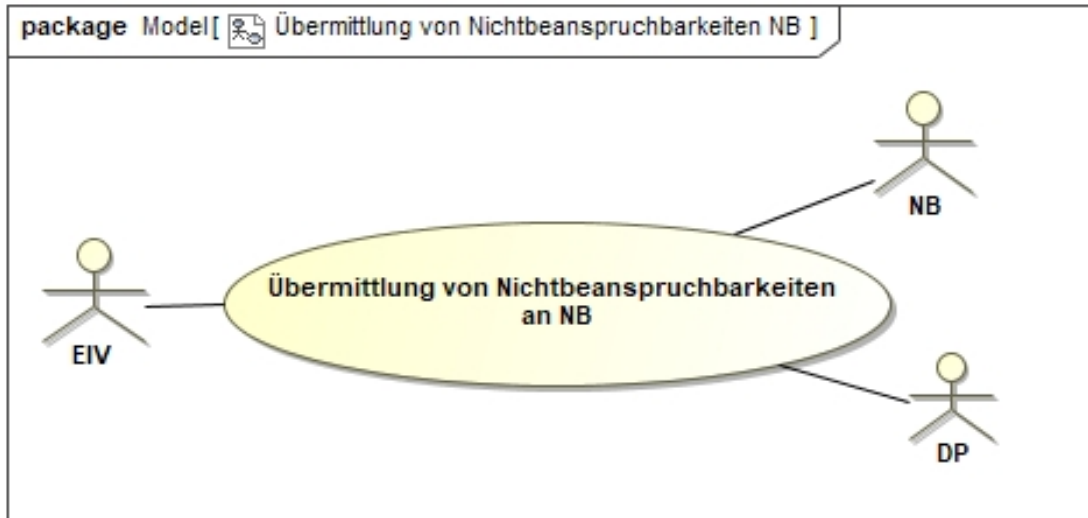 package Model[ Übermittlung von Nichtbeanspruchbarkeiten NB ]
NB
Übermittlung von Nichtbeanspruchbarkeiten
an NB
EIV
DP